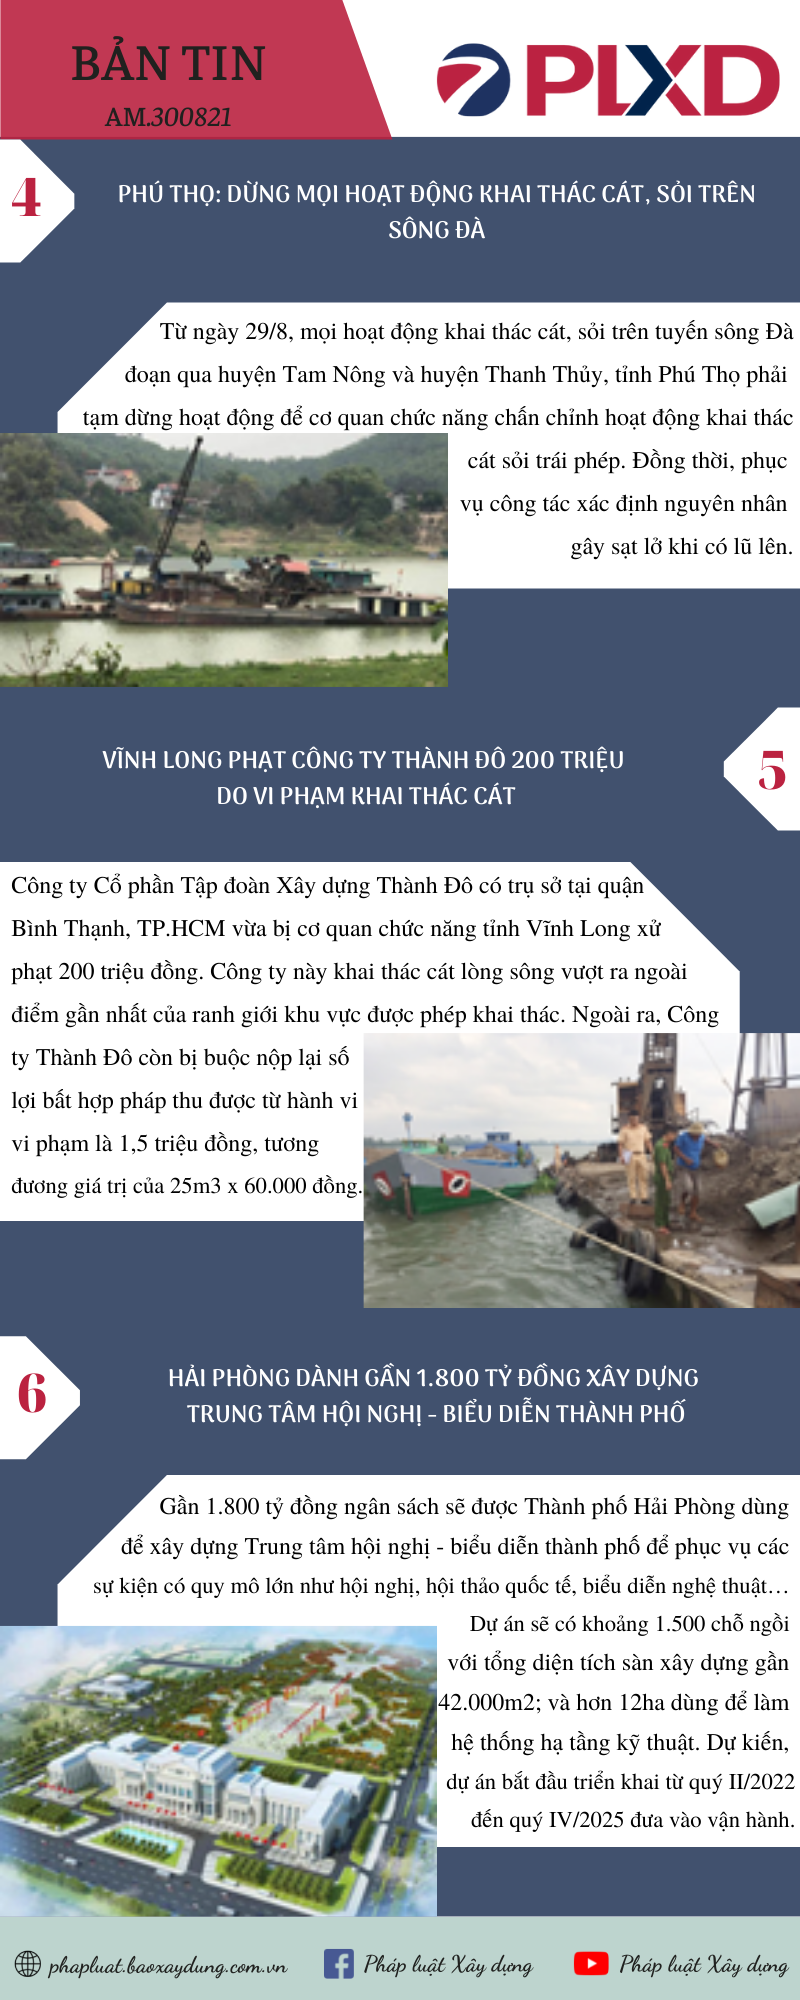 BẢN TIN
AM.300821
PLXD
4
PHÚ THỌ: DỪNG MỌI HOẠT ĐỘNG KHAI THÁC CÁT, SỎI TRÊN
SÔNG ĐÀ
Từ ngày 29/8, mọi hoạt động khai thác cát, sỏi trên tuyến sông Đà
đoạn qua huyện Tam Nông và huyện Thanh Thủy, tỉnh Phú Thọ phải
tạm dừng hoạt động để cơ quan chức năng chấn chỉnh hoạt động khai thác
cát sỏi trái phép. Đồng thời, phục
vụ công tác xác định nguyên nhân
gây sạt lở khi có lũ lên.
VĨNH LONG PHẠT CÔNG TY THÀNH ĐÔ 200 TRIỆU
DO VI PHẠM KHAI THÁC CÁT
5
Công ty Cổ phần Tập đoàn Xây dựng Thành Đô có trụ sở tại quận
Bình Thạnh, TP.HCM vừa bị cơ quan chức năng tỉnh Vĩnh Long xử
phạt 200 triệu đồng. Công ty này khai thác cát lòng sông vượt ra ngoài
điểm gần nhất của ranh giới khu vực được phép khai thác. Ngoài ra, Công
ty Thành Đô còn bị buộc nộp lại số
lợi bất hợp pháp thu được từ hành vi
vi phạm là 1,5 triệu đồng, tương
đương giá trị của 25m3 x 60.000 đồng.
6
HẢI PHÒNG DÀNH GẦN 1.800 TỶ ĐỒNG XÂY DỰNG
TRUNG TÂM HỘI NGHỊ - BIỂU DIỄN THÀNH PHỐ
Gần 1.800 tỷ đồng ngân sách sẽ được Thành phố Hải Phòng dùng
để xây dựng Trung tâm hội nghị - biểu diễn thành phố để phục vụ các
sự kiện có quy mô lớn như hội nghị, hội thảo quốc tế, biểu diễn nghệ thuật…
Dự án sẽ có khoảng 1.500 chỗ ngồi
với tổng diện tích sàn xây dựng gần
42.000m2; và hơn 12ha dùng để làm
hệ thống hạ tầng kỹ thuật. Dự kiến,
dự án bắt đầu triển khai từ quý II/2022
đến quý IV/2025 đưa vào vận hành.
phapluat.baoxaydung.com.vn
Pháp luật Xây dựng
Pháp luật Xây dựng